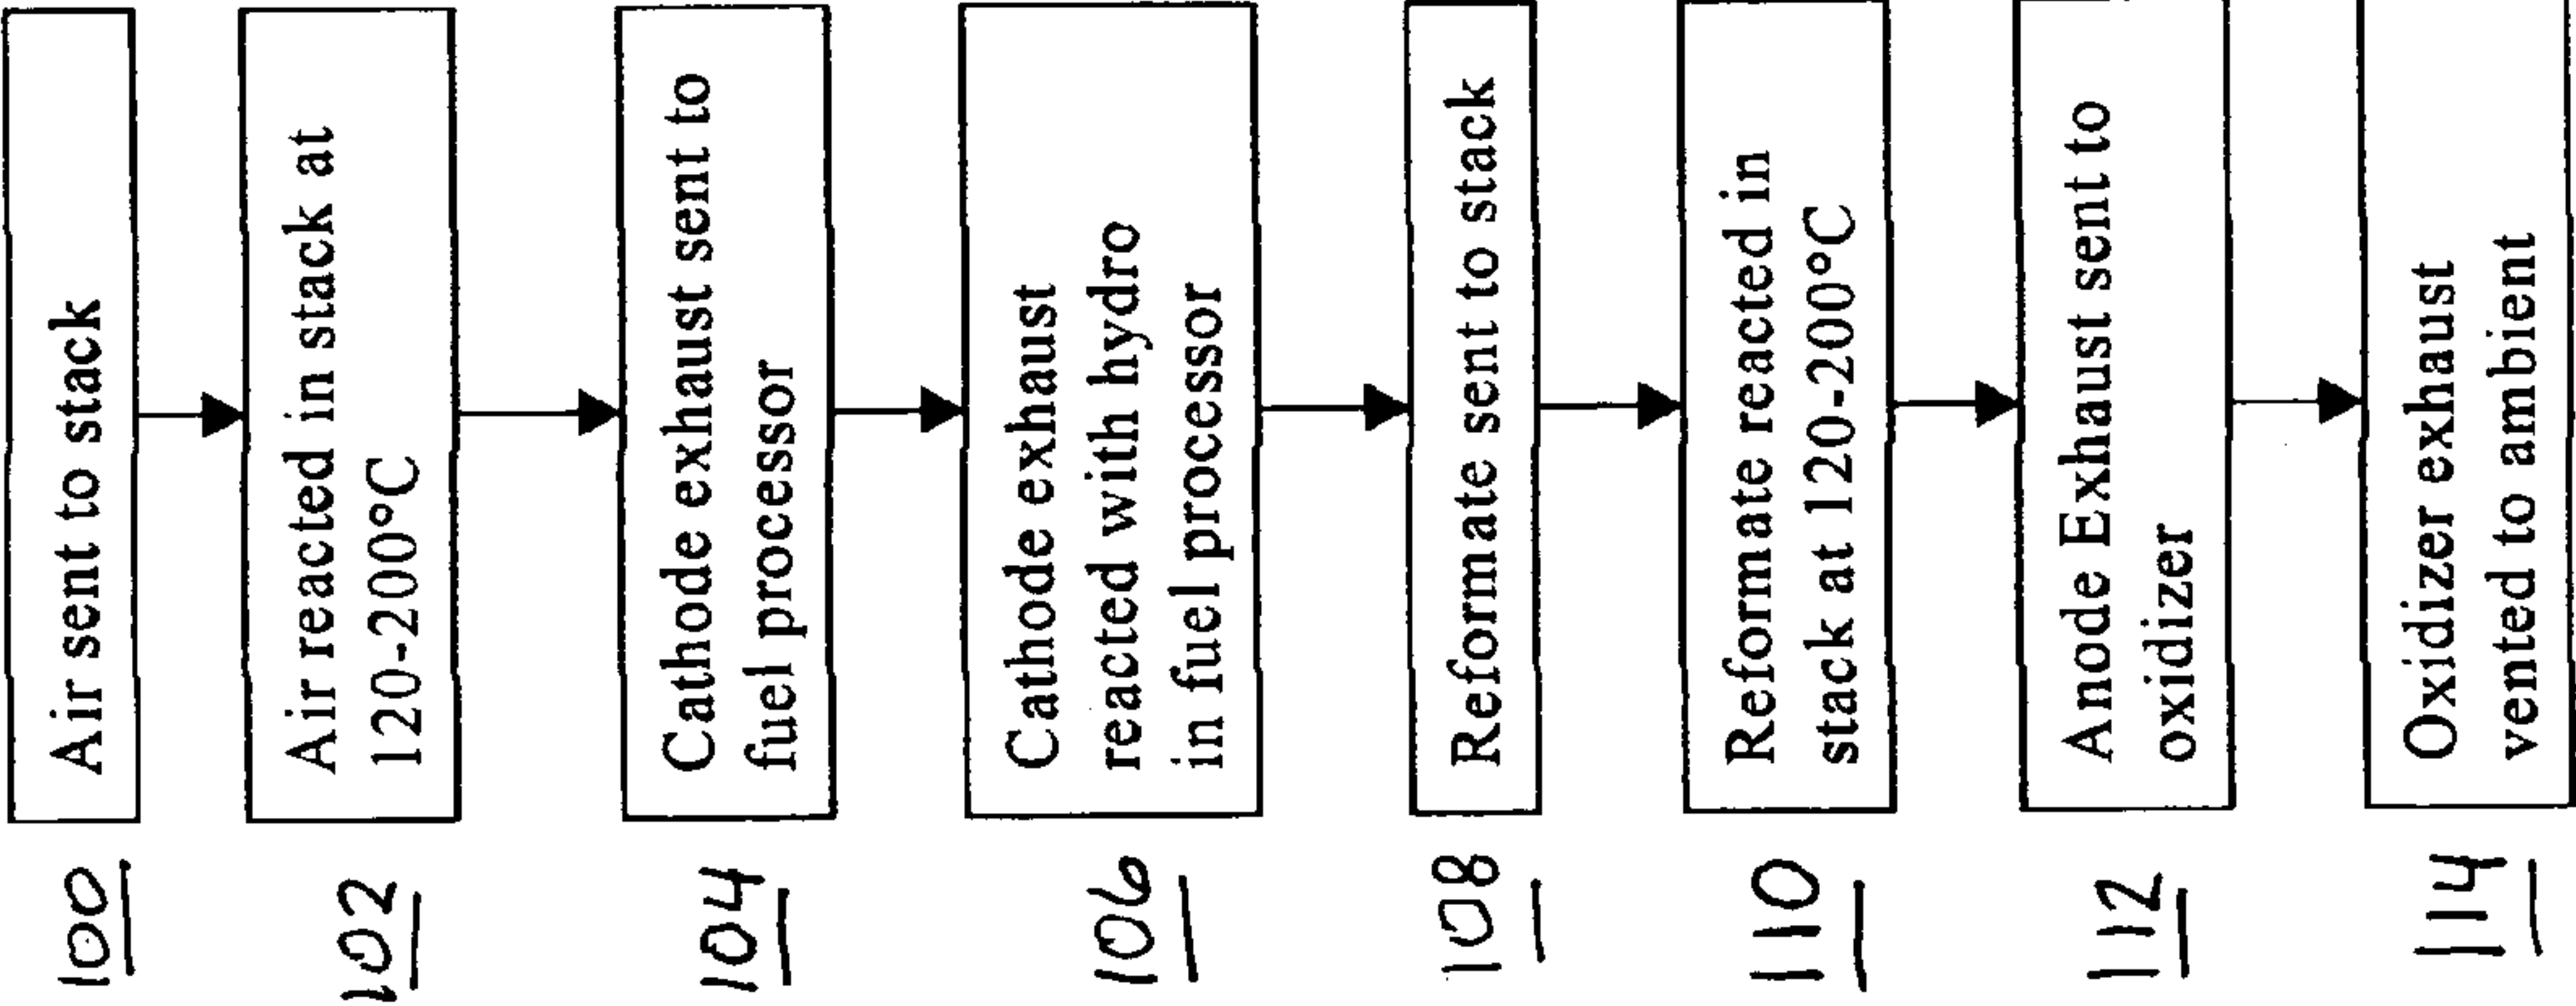 100
Air sent to stack
102
Air reacted in stack at
120-200°C
104
Cathode exhaust sent to
fuel processor
106
Cathode exhaust
reacted with hydro
in fuel processor
108
Reformate sent to stack
110
Reformate reacted in
stack at 120-200°C
112
Anode Exhaust sent to
oxidizer
114
Oxidizer exhaust
vented to ambient